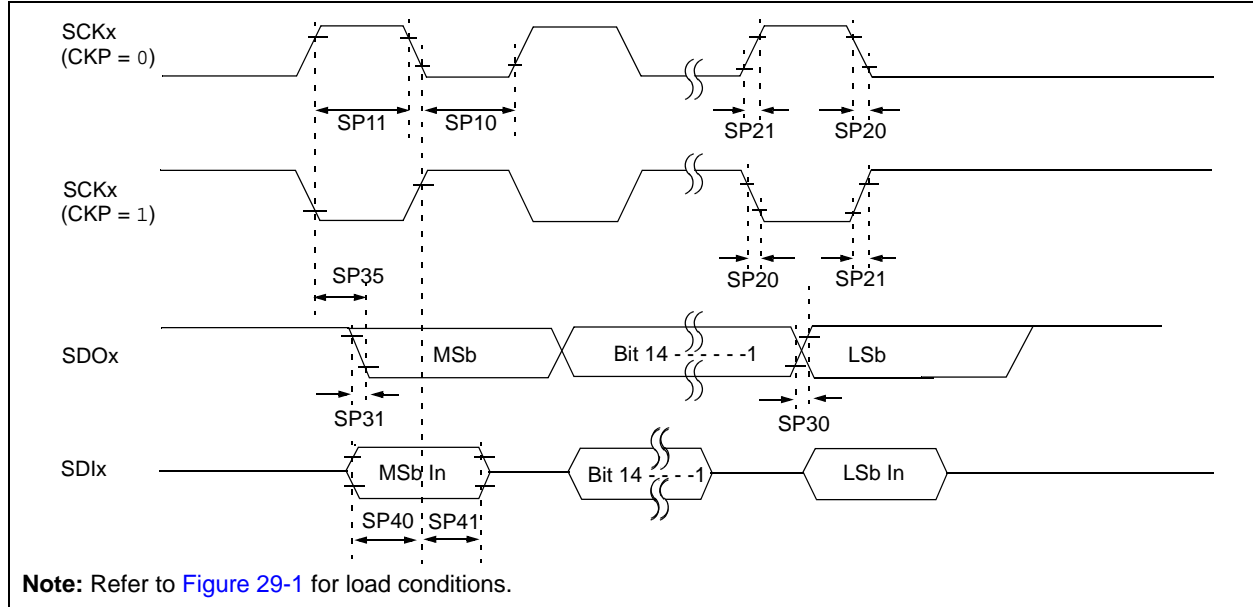 SCKx
(CKP = 0)
SP11
SP10
SP21
SP20
SCKx
(CKP = 1)
SP35
SP20
SP21
SDOx
MSb
Bit 14 - - - - - -1
LSb
SP31
SP30
SDIx
MSb In
Bit 14 - - - -1
LSb In
SP40
SP41
Note: Refer to Figure 29-1 for load conditions.